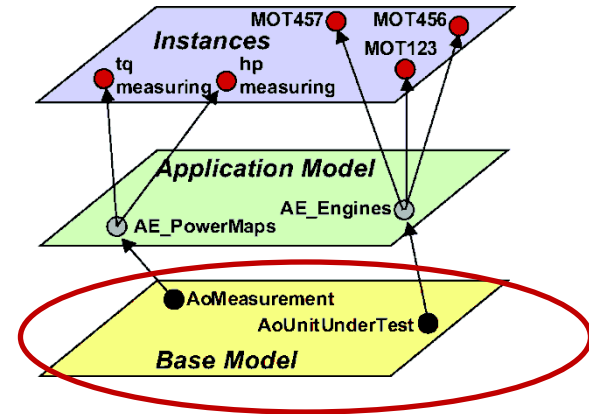 MOT457
MOT456
Instances
MOT123
tq
measuring
hp
measuring
Application Model
AE_Engines
AE_PowerMaps
AoMeasurement
AoUnitUnderTest
Base Model